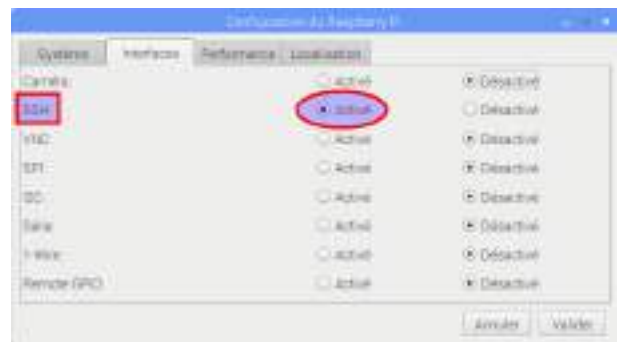 Configuration du Raspberry Pi
Système Interfaces Performance Localisation
Caméra: Activé Désactivé
SSH: Activé Désactivé
VNC: Activé Désactivé
SPI: Activé Désactivé
I2C: Activé Désactivé
Série: Activé Désactivé
1-Wire: Activé Désactivé
Remote GPIO: Activé Désactivé
Annuler Valider